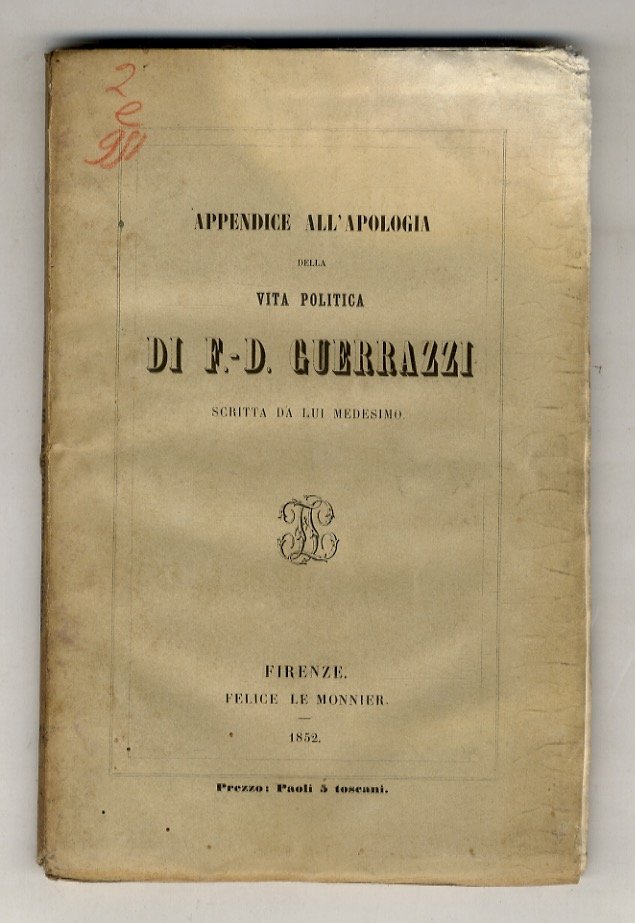 2
e
APPENDICE ALL'APOLOGIA
DELLA
VITA POLITICA
DI F.-D. GUERRAZZI
SCRITTA DA LUI MEDESIMO.
FIRENZE.
FELICE LE MONNIER.
1852.
Prezzo: Paoli 5 toscani.